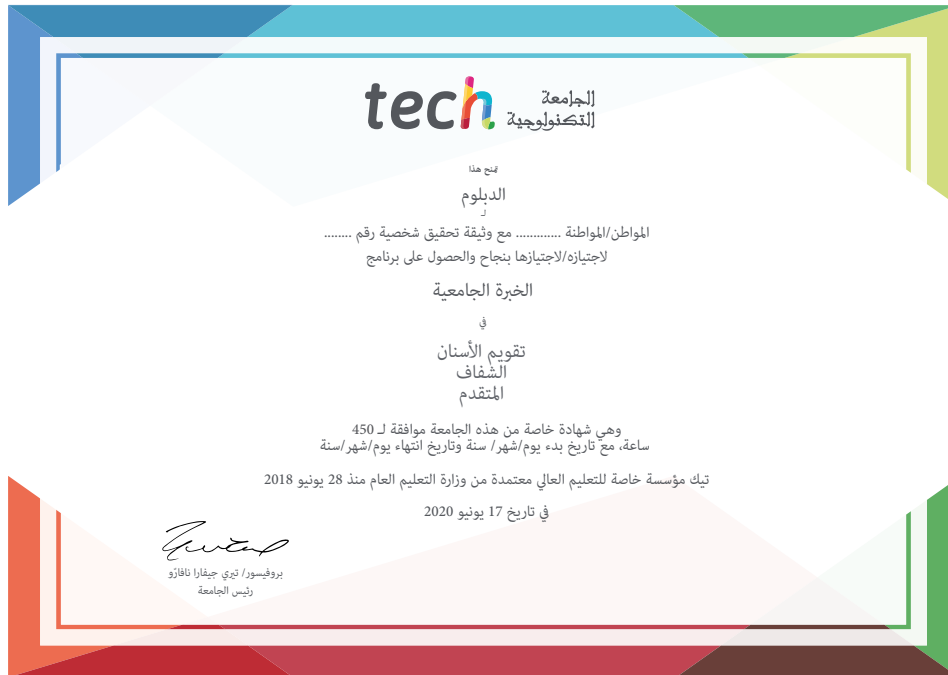 tech الجامعة
التكنولوجية
تمنح هذا
الدبلوم
لـ
المواطن/المواطنة ............. مع وثيقة تحقيق شخصية رقم ........
لاجتيازه/لاجتيازها بنجاح والحصول على برنامج
الخبرة الجامعية
في
تقويم الأسنان
الشفاف
المتقدم
وهي شهادة خاصة من هذه الجامعة موافقة لـ 450
ساعة، مع تاريخ بدء يوم/شهر/ سنة وتاريخ انتهاء يوم/شهر/سنة
تيك مؤسسة خاصة للتعليم العالي معتمدة من وزارة التعليم العام منذ 28 يونيو 2018
في تاريخ 17 يونيو 2020
بروفيسور/ تيري جيفارا نافارّو
رئيس الجامعة